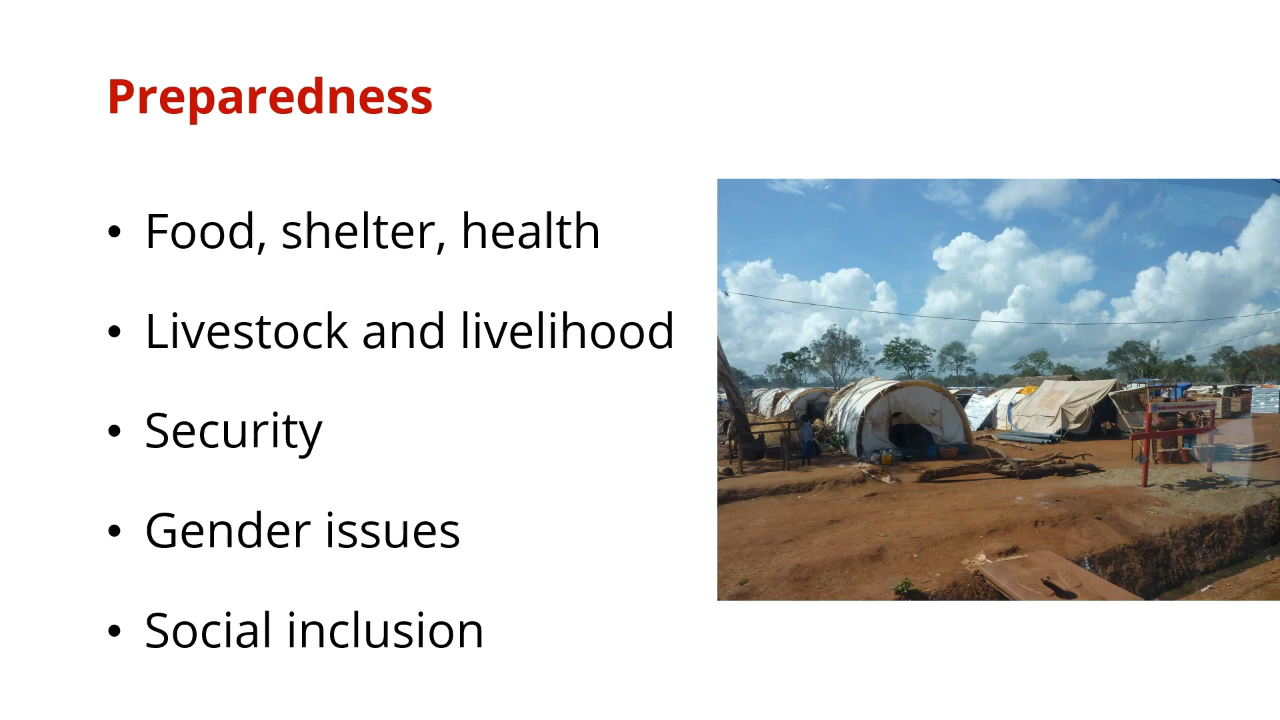 Preparedness
• Food, shelter, health
• Livestock and livelihood
• Security
• Gender issues
• Social inclusion